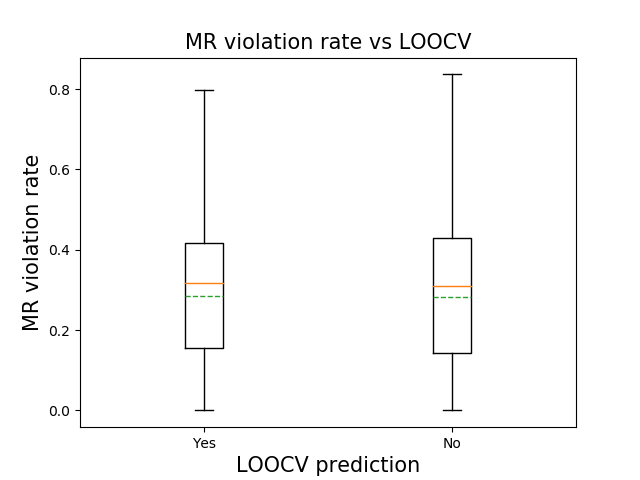 MR violation rate vs LOOCV
MR violation rate
0.8
0.6
0.4
0.2
0.0
Yes
No
LOOCV prediction